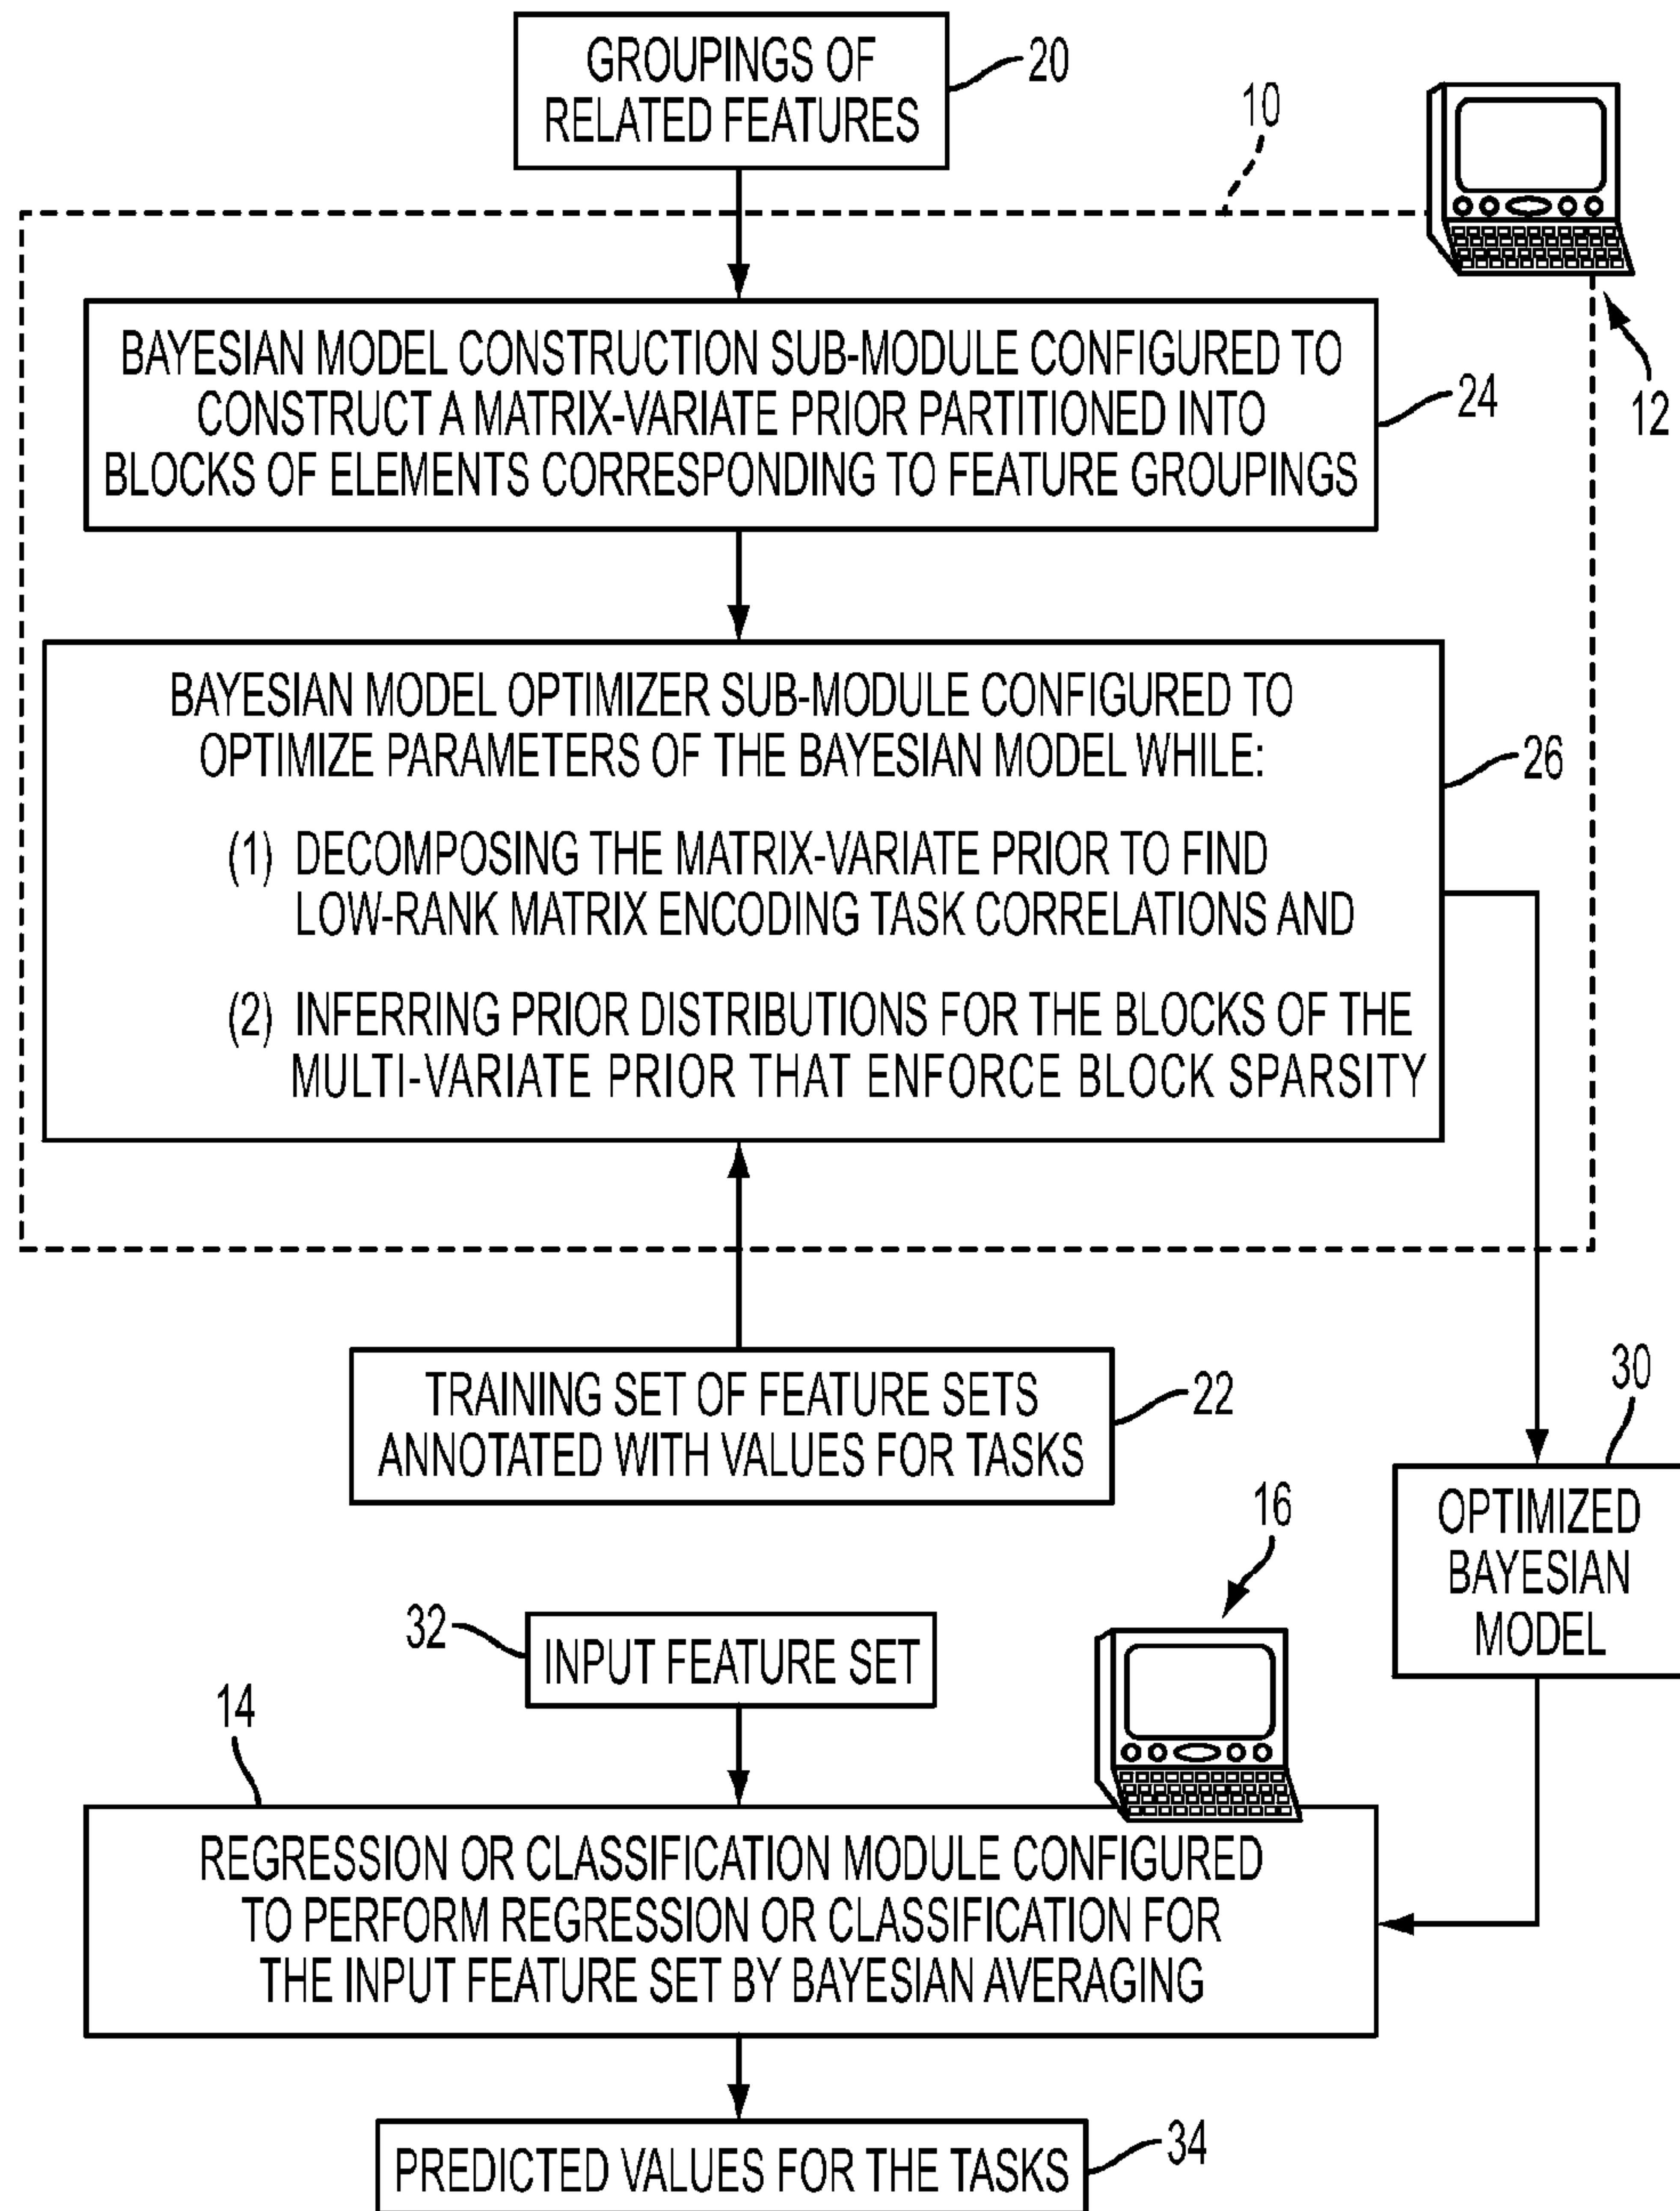 GROUPINGS OF
RELATED FEATURES
20
10
12
BAYESIAN MODEL CONSTRUCTION SUB-MODULE CONFIGURED TO
CONSTRUCT A MATRIX-VARIATE PRIOR PARTITIONED INTO
BLOCKS OF ELEMENTS CORRESPONDING TO FEATURE GROUPINGS
24
BAYESIAN MODEL OPTIMIZER SUB-MODULE CONFIGURED TO
OPTIMIZE PARAMETERS OF THE BAYESIAN MODEL WHILE:
(1) DECOMPOSING THE MATRIX-VARIATE PRIOR TO FIND
LOW-RANK MATRIX ENCODING TASK CORRELATIONS AND
(2) INFERRING PRIOR DISTRIBUTIONS FOR THE BLOCKS OF THE
MULTI-VARIATE PRIOR THAT ENFORCE BLOCK SPARSITY
26
TRAINING SET OF FEATURE SETS
ANNOTATED WITH VALUES FOR TASKS
22
30
OPTIMIZED
BAYESIAN
MODEL
16
32
INPUT FEATURE SET
14
REGRESSION OR CLASSIFICATION MODULE CONFIGURED
TO PERFORM REGRESSION OR CLASSIFICATION FOR
THE INPUT FEATURE SET BY BAYESIAN AVERAGING
PREDICTED VALUES FOR THE TASKS
34